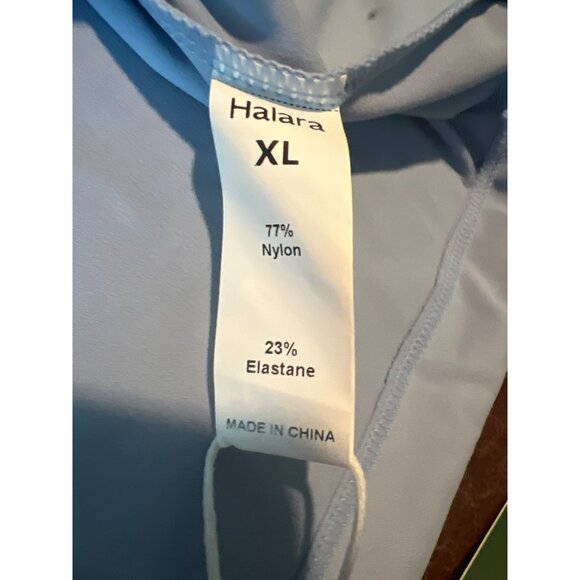 Halara
XL
77%
Nylon
23%
Elastane
MADE IN CHINA